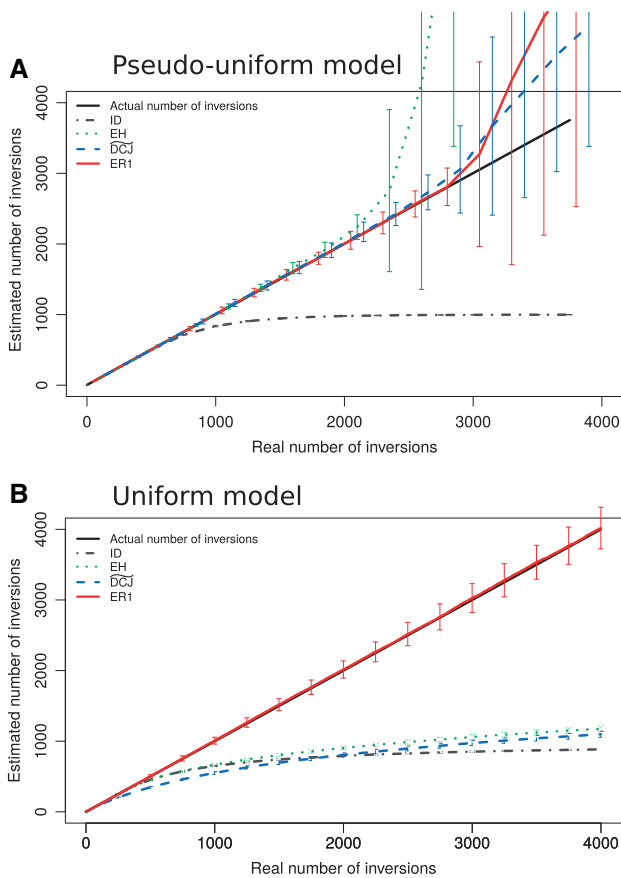 A
Pseudo-uniform model
Estimated number of inversions
4000
3000
2000
1000
0
Actual number of inversions
ID
EH
DCJ
ER1
0 1000 2000 3000 4000
Real number of inversions
B
Uniform model
Estimated number of inversions
4000
3000
2000
1000
0
Actual number of inversions
ID
EH
DCJ
ER1
0 1000 2000 3000 4000
Real number of inversions